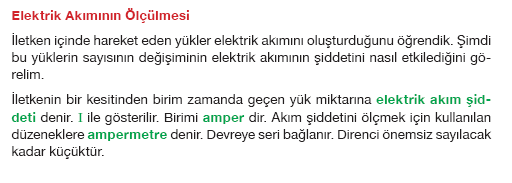 Elektrik Akımının Ölçülmesi
İletken içinde hareket eden yükler elektrik akımını oluşturduğunu öğrendik. Şimdi
bu yüklerin sayısının değişiminin elektrik akımının şiddetini nasıl etkilediğini gö-
relim.
İletkenin bir kesitinden birim zamanda geçen yük miktarına elektrik akım şid-
deti denir. I ile gösterilir. Birimi amper dir. Akım şiddetini ölçmek için kullanılan
düzeneklere ampermetre denir. Devreye seri bağlanır. Direnci önemsiz sayılacak
kadar küçüktür.